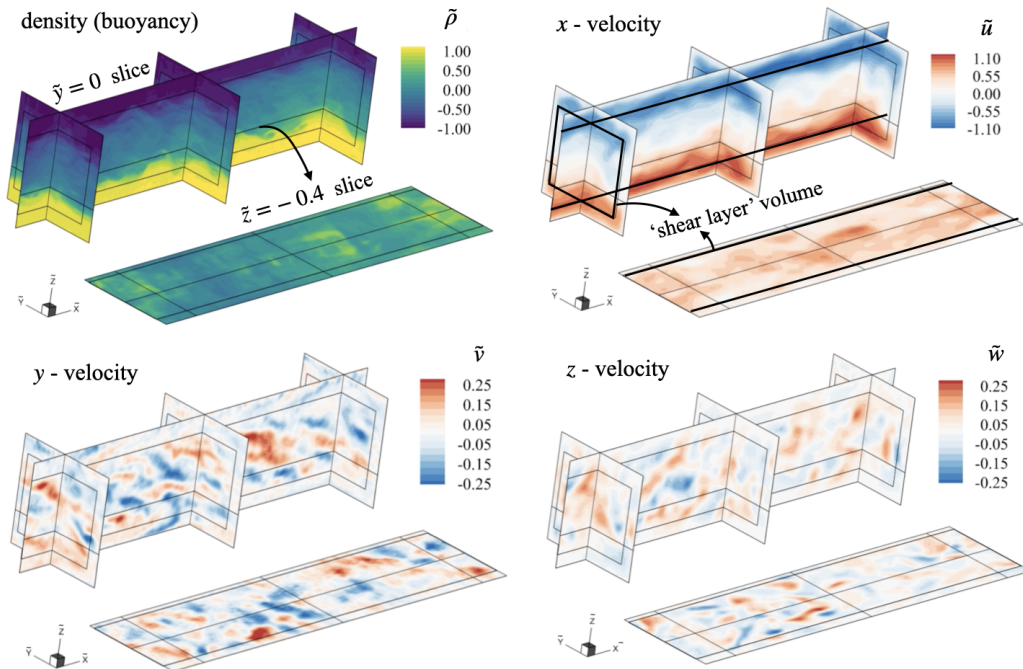 density (buoyancy)
ρ̃
ỹ = 0 slice
1.00
0.50
0.00
-0.50
-1.00
z̃ = − 0.4 slice
Z̃
Ỹ
X̃
x - velocity
ũ
1.10
0.55
0.00
-0.55
-1.10
‘shear layer’ volume
Z̃
Ỹ
X̃
y - velocity
ṽ
0.25
0.15
0.05
-0.05
-0.15
-0.25
Z̃
Ỹ
X̃
z - velocity
w̃
0.25
0.15
0.05
-0.05
-0.15
-0.25
Z̃
Ỹ
X̃